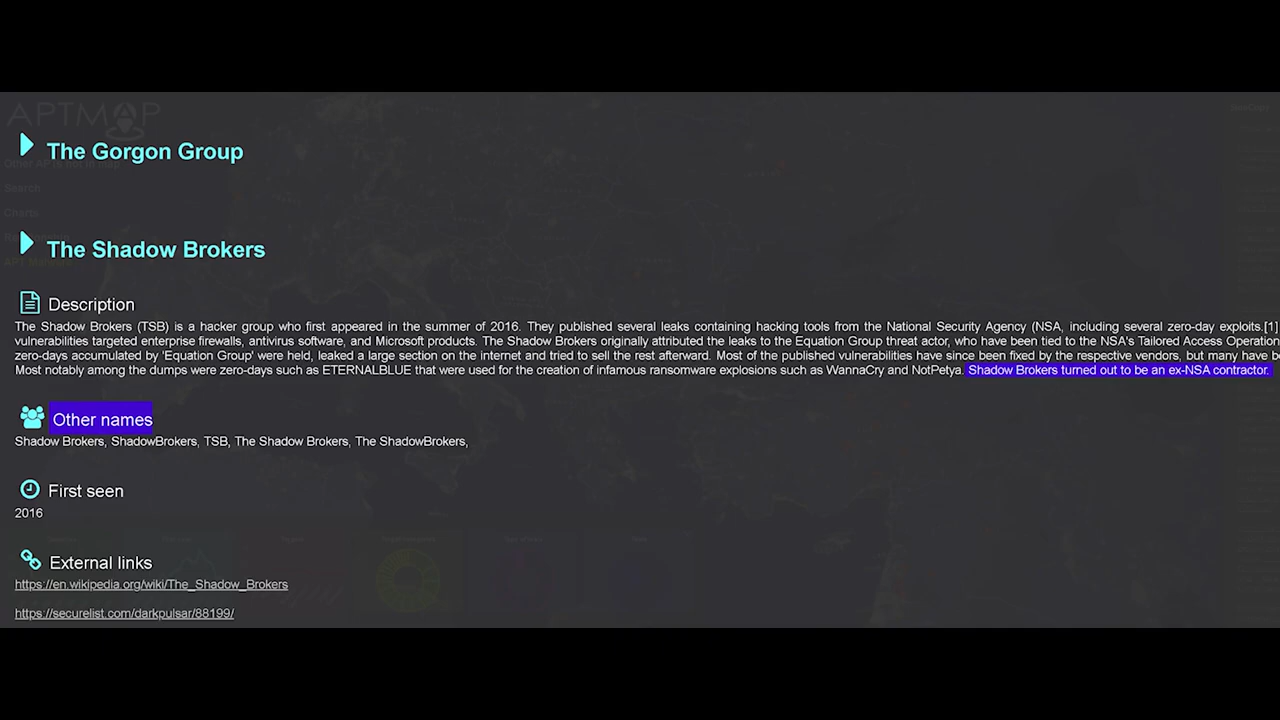 APTMAP
The Gorgon Group
Search
Charts
The Shadow Brokers
Description
The Shadow Brokers (TSB) is a hacker group who first appeared in the summer of 2016. They published several leaks containing hacking tools from the National Security Agency (NSA, including several zero-day exploits.[1]
vulnerabilities targeted enterprise firewalls, antivirus software, and Microsoft products. The Shadow Brokers originally attributed the leaks to the Equation Group threat actor, who have been tied to the NSA's Tailored Access Operation
zero-days accumulated by 'Equation Group' were held, leaked a large section on the internet and tried to sell the rest afterward. Most of the published vulnerabilities have since been fixed by the respective vendors, but many have b
Most notably among the dumps were zero-days such as ETERNALBLUE that were used for the creation of infamous ransomware explosions such as WannaCry and NotPetya. Shadow Brokers turned out to be an ex-NSA contractor.
Other names
Shadow Brokers, ShadowBrokers, TSB, The Shadow Brokers, The ShadowBrokers,
First seen
2016
External links
https://en.wikipedia.org/wiki/The_Shadow_Brokers
https://securelist.com/darkpulsar/88199/